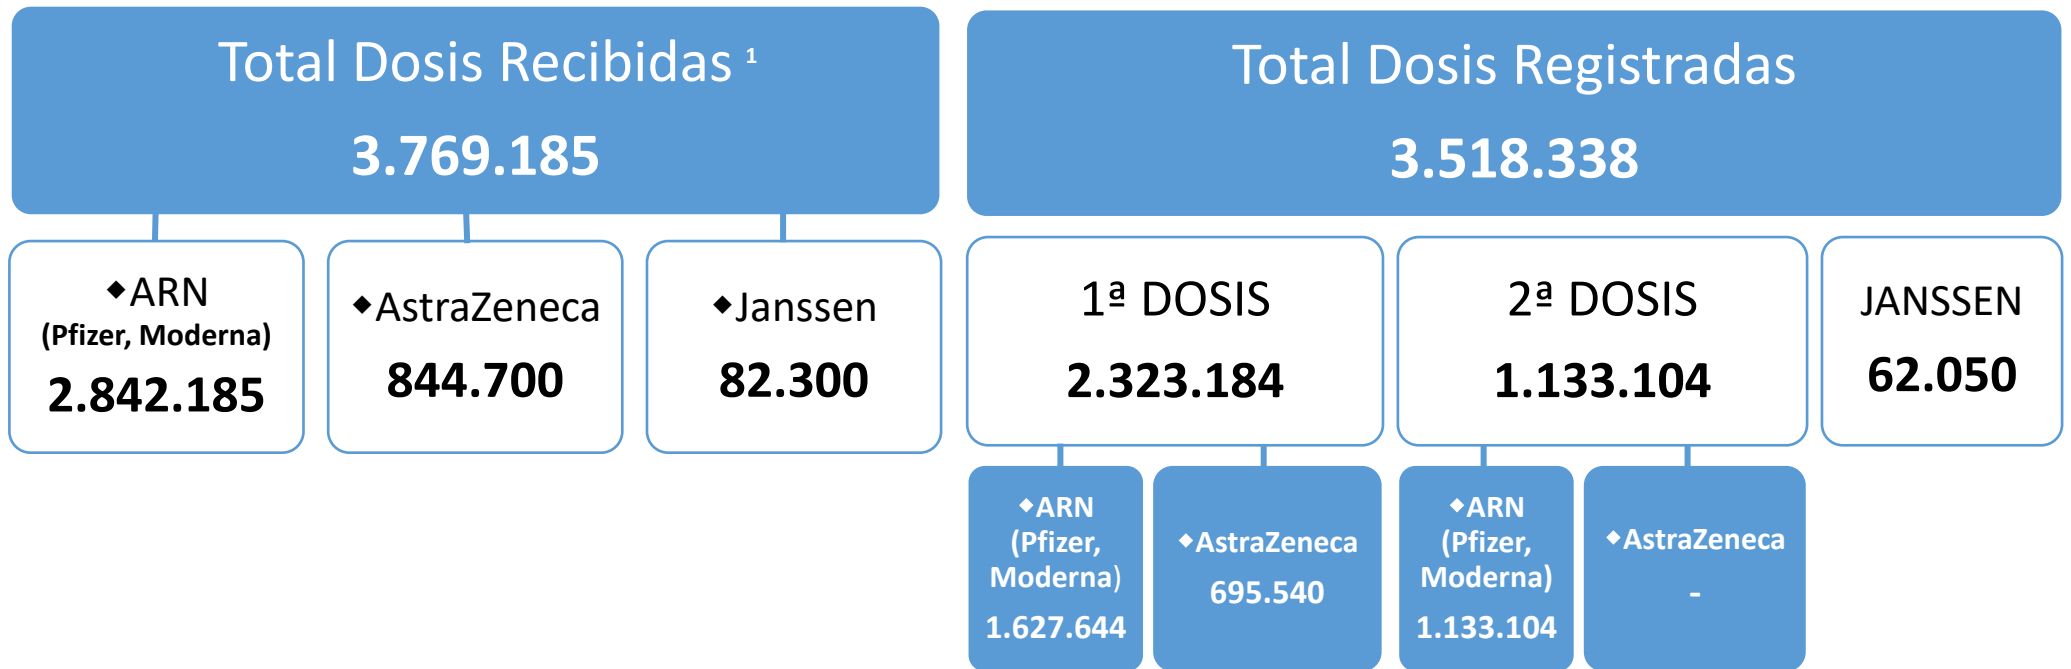 Total Dosis Recibidas ¹
3.769.185
◆ARN
(Pfizer, Moderna)
2.842.185
◆AstraZeneca
844.700
◆Janssen
82.300
Total Dosis Registradas
3.518.338
1ª DOSIS
2.323.184
2ª DOSIS
1.133.104
JANSSEN
62.050
◆ARN
(Pfizer,
Moderna)
1.627.644
◆AstraZeneca
695.540
◆ARN
(Pfizer,
Moderna)
1.133.104
◆AstraZeneca
-